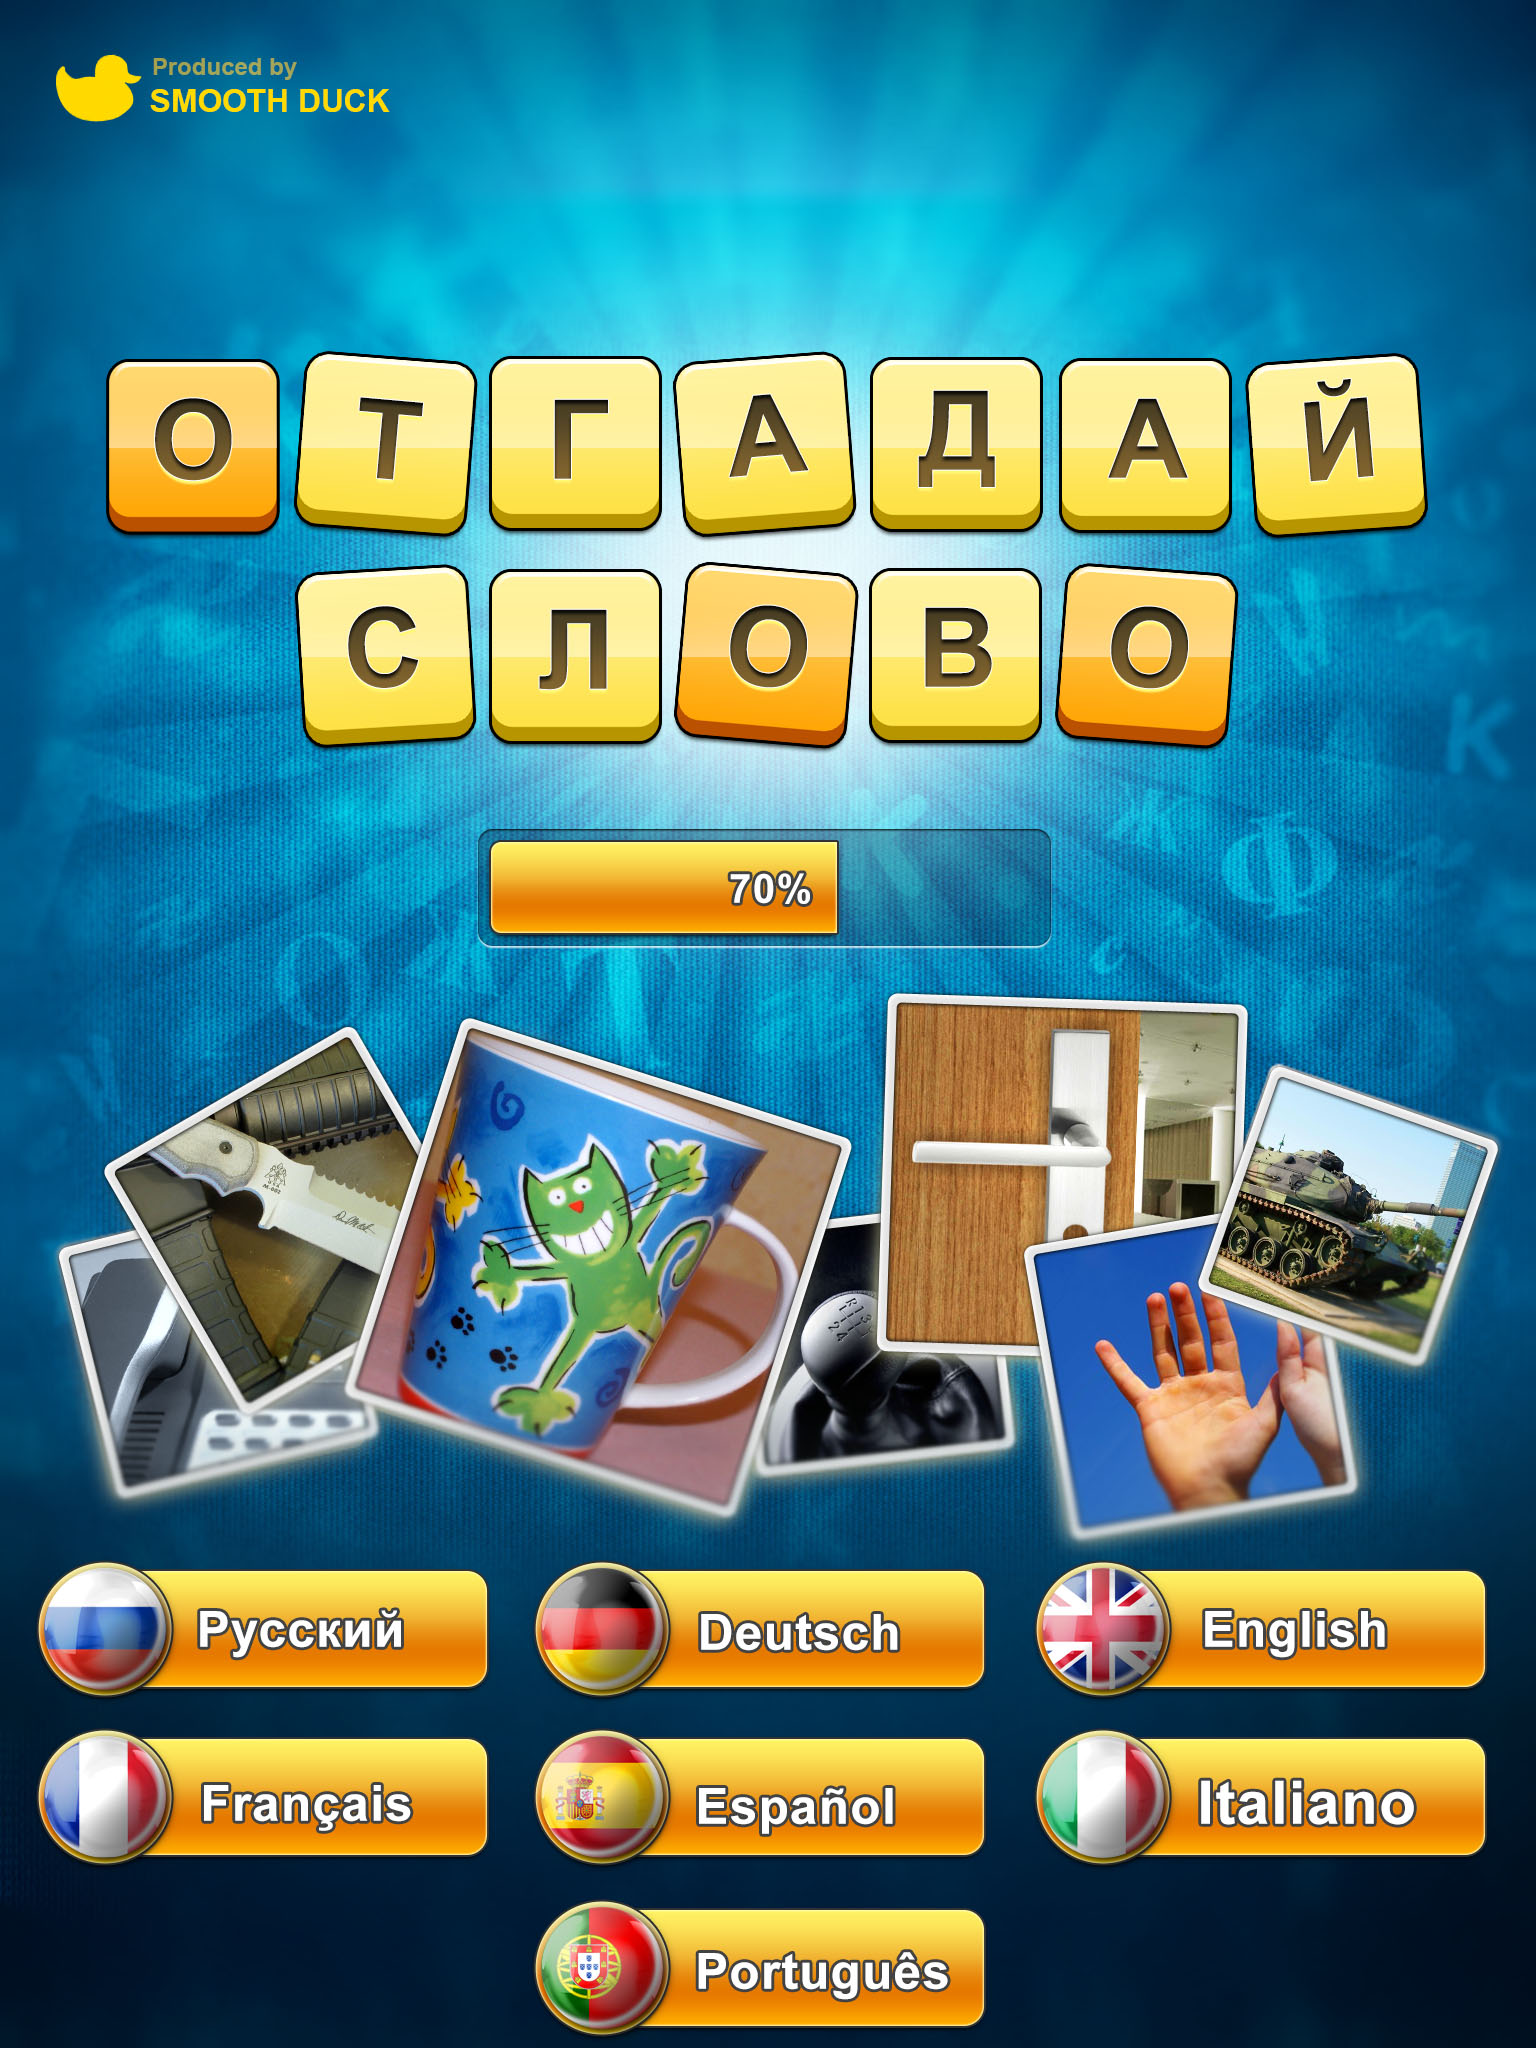 Produced by
SMOOTH DUCK
ОТГАДАЙ
СЛОВО
70%
Русский
Deutsch
English
Français
Español
Italiano
Português